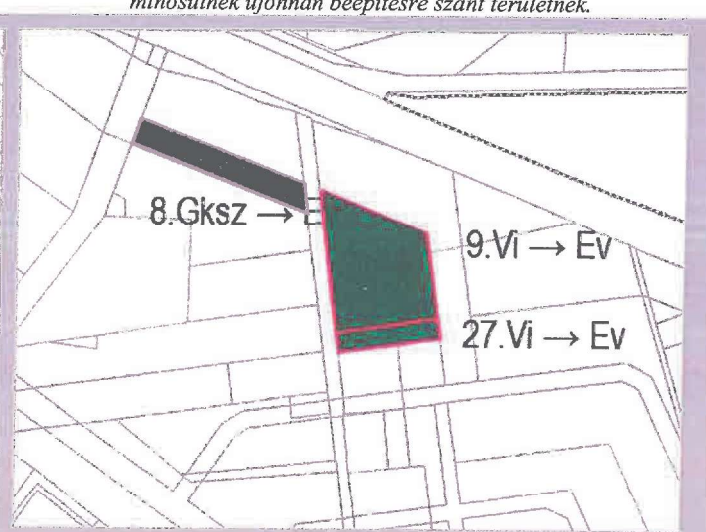 minősülnek újonnan beépítésre szánt területnek.
8.Gksz →
9.Vi → Ev
27.Vi → Ev